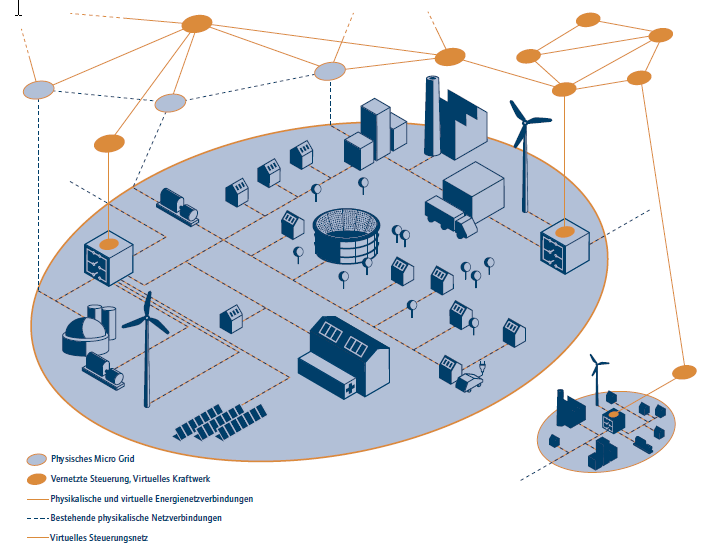 Physisches Micro Grid
Vernetzte Steuerung, Virtuelles Kraftwerk
Physikalische und virtuelle Energienetzverbindungen
Bestehende physikalische Netzverbindungen
Virtuelles Steuerungsnetz